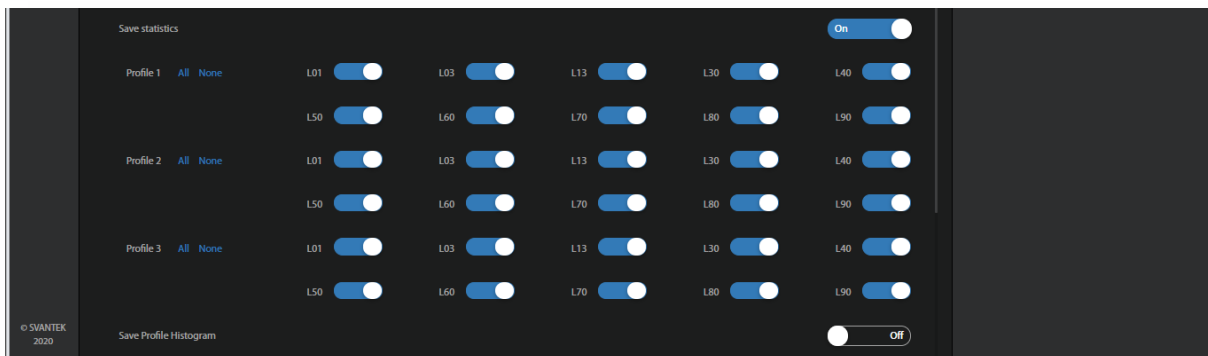 Save statistics On
Profile 1 All None L01 L03 L13 L30 L40
L50 L60 L70 L80 L90
Profile 2 All None L01 L03 L13 L30 L40
L50 L60 L70 L80 L90
Profile 3 All None L01 L03 L13 L30 L40
L50 L60 L70 L80 L90
© SVANTEK
2020
Save Profile Histogram Off